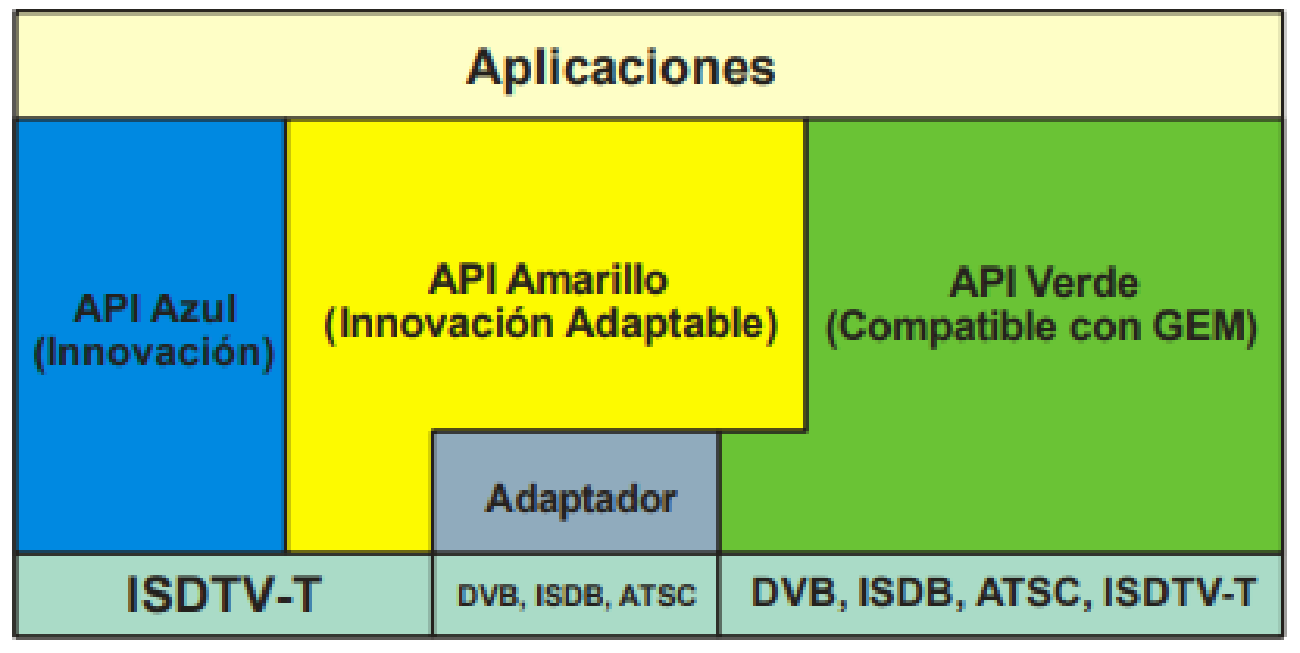 Aplicaciones
API Azul
(Innovación)
API Amarillo
(Innovación Adaptable)
API Verde
(Compatible con GEM)
Adaptador
ISDTV-T
DVB, ISDB, ATSC
DVB, ISDB, ATSC, ISDTV-T